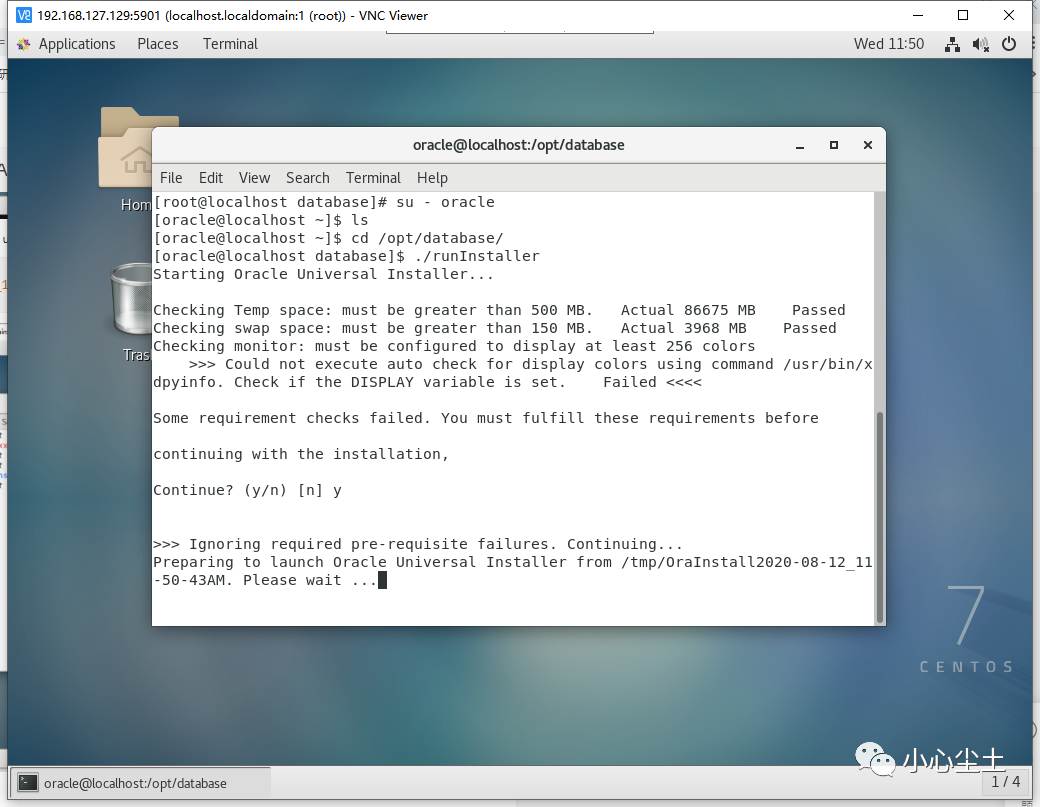 192.168.127.129:5901 (localhost.localdomain:1 (root)) - VNC Viewer
Applications Places Terminal Wed 11:50
oracle@localhost:/opt/database
File Edit View Search Terminal Help
Hom
Tras
[root@localhost database]# su - oracle
[oracle@localhost ~]$ ls
[oracle@localhost ~]$ cd /opt/database/
[oracle@localhost database]$ ./runInstaller
Starting Oracle Universal Installer...
Checking Temp space: must be greater than 500 MB.   Actual 86675 MB    Passed
Checking swap space: must be greater than 150 MB.   Actual 3968 MB    Passed
Checking monitor: must be configured to display at least 256 colors
    >>> Could not execute auto check for display colors using command /usr/bin/x
dpyinfo. Check if the DISPLAY variable is set.    Failed <<<<
Some requirement checks failed. You must fulfill these requirements before
continuing with the installation,
Continue? (y/n) [n] y
>>> Ignoring required pre-requisite failures. Continuing...
Preparing to launch Oracle Universal Installer from /tmp/OraInstall2020-08-12_11
-50-43AM. Please wait ...
7
CENTOS
小心尘土
oracle@localhost:/opt/database
1 / 4